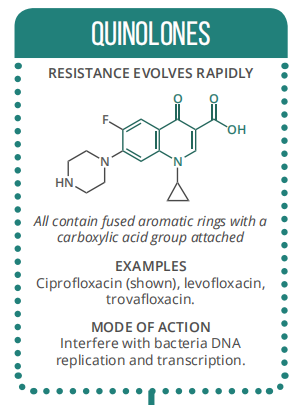 QUINOLONES
RESISTANCE EVOLVES RAPIDLY
O O
F
OH
N N
HN
All contain fused aromatic rings with a
carboxylic acid group attached
EXAMPLES
Ciprofloxacin (shown), levofloxacin,
trovafloxacin.
MODE OF ACTION
Interfere with bacteria DNA
replication and transcription.